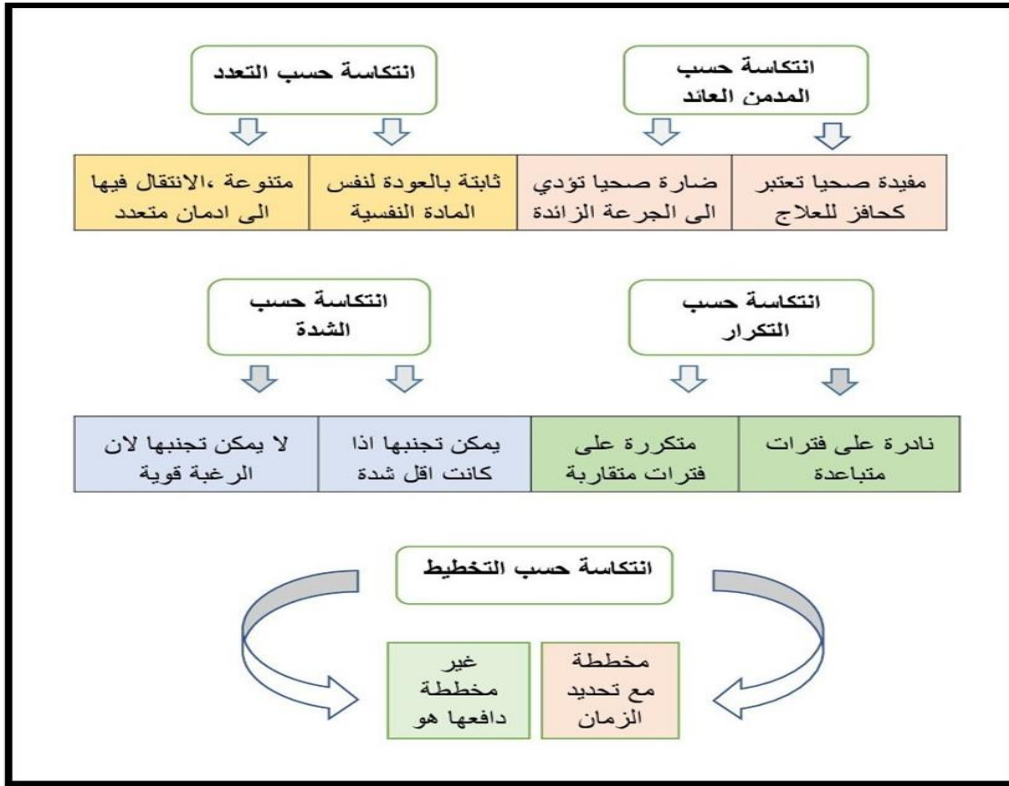 انتكاسة حسب
المدمن العائد
انتكاسة حسب التعدد
مفيدة صحيا تعتبر
كحافز للعلاج
ضارة صحيا تؤدي
الى الجرعة الزائدة
ثابتة بالعودة لنفس
المادة النفسية
متنوعة ،الانتقال فيها
الى ادمان متعدد
انتكاسة حسب
التكرار
انتكاسة حسب
الشدة
نادرة على فترات
متباعدة
متكررة على
فترات متقاربة
يمكن تجنبها اذا
كانت اقل شدة
لا يمكن تجنبها لان
الرغبة قوية
انتكاسة حسب التخطيط
مخططة
مع تحديد
الزمان
غير
مخططة
دافعها هو